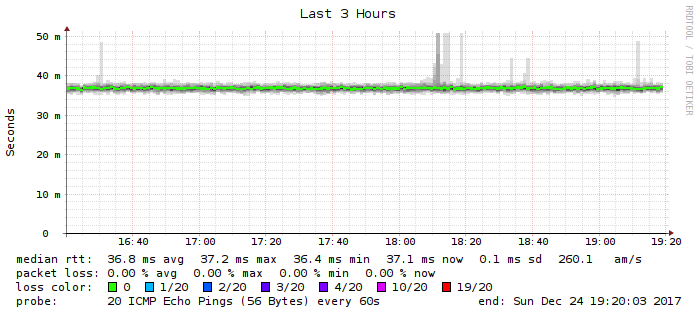 Last 3 Hours
RRDTOOL / TOBI OETIKER
Seconds
50 m
40 m
30 m
20 m
10 m
0
16:40 17:00 17:20 17:40 18:00 18:20 18:40 19:00 19:20
median rtt: 36.8 ms avg 37.2 ms max 36.4 ms min 37.1 ms now 0.1 ms sd 260.1 am/s
packet loss: 0.00 % avg 0.00 % max 0.00 % min 0.00 % now
loss color: 0 1/20 2/20 3/20 4/20 10/20 19/20
probe: 20 ICMP Echo Pings (56 Bytes) every 60s end: Sun Dec 24 19:20:03 2017